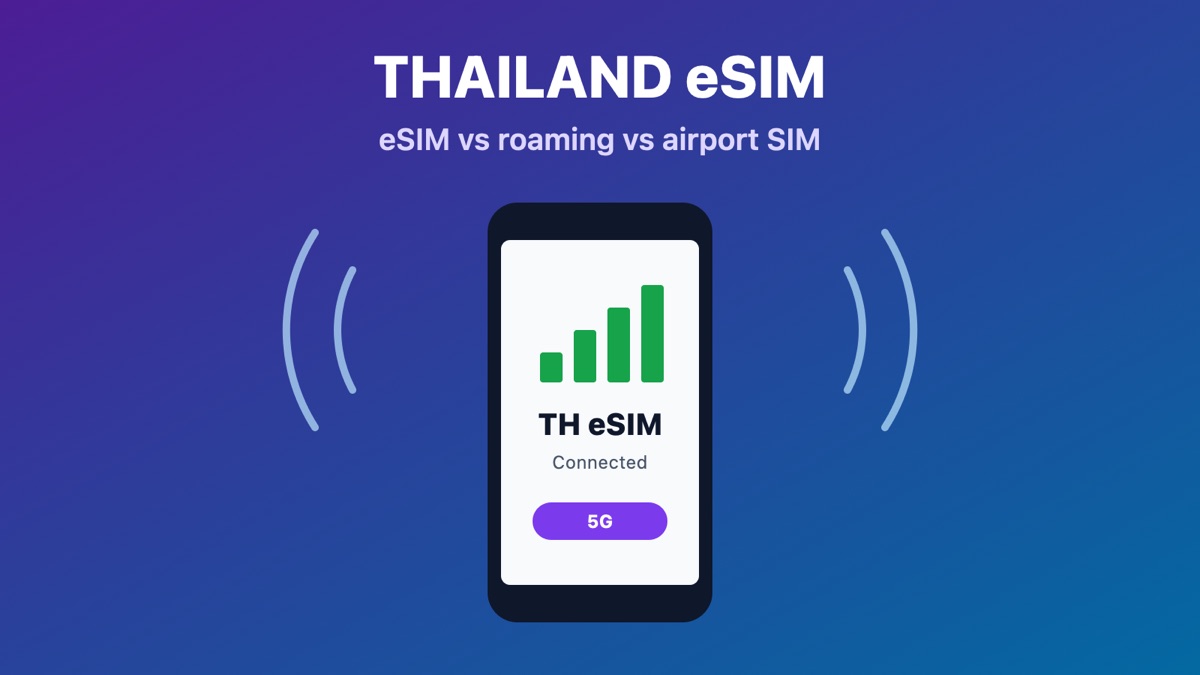 THAILAND eSIM
eSIM vs roaming vs airport SIM
TH eSIM
Connected
5G